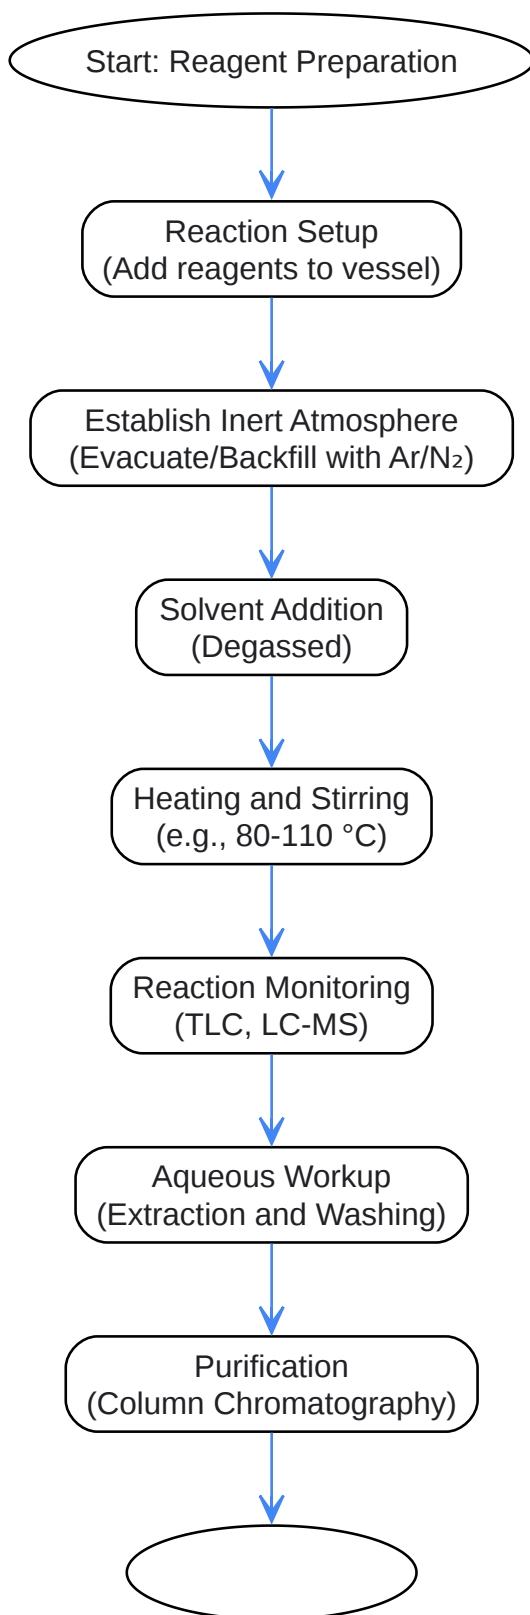 Start: Reagent Preparation
Reaction Setup
(Add reagents to vessel)
Establish Inert Atmosphere
(Evacuate/Backfill with Ar/N₂)
Solvent Addition
(Degassed)
Heating and Stirring
(e.g., 80-110 °C)
Reaction Monitoring
(TLC, LC-MS)
Aqueous Workup
(Extraction and Washing)
Purification
(Column Chromatography)